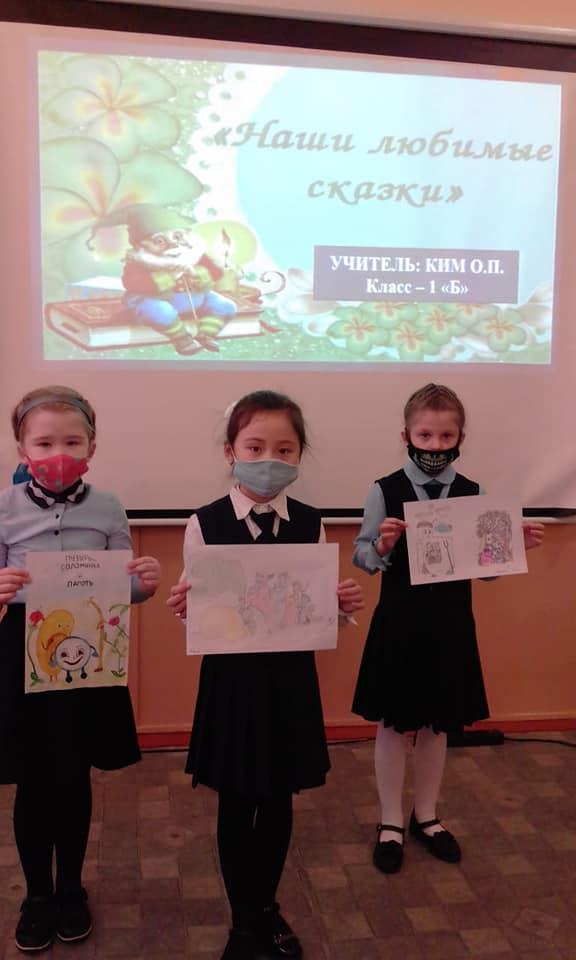 «Наши любимые
сказки»
УЧИТЕЛЬ: КИМ О.П.
Класс – 1 «Б»
ПУЗЫРЬ,
СОЛОМИНКА
И
ЛАПОТЬ